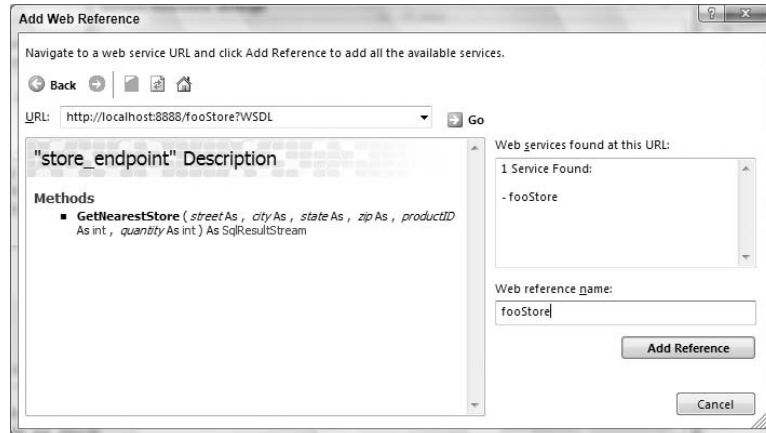 Add Web Reference
Navigate to a web service URL and click Add Reference to add all the available services.
Back
URL: http://localhost:8888/fooStore?WSDL Go
"store_endpoint" Description
Methods
GetNearestStore ( street As , city As , state As , zip As , productID
As int , quantity As int ) As SqlResultStream
Web services found at this URL:
1 Service Found:
- fooStore
Web reference name:
fooStore
Add Reference
Cancel